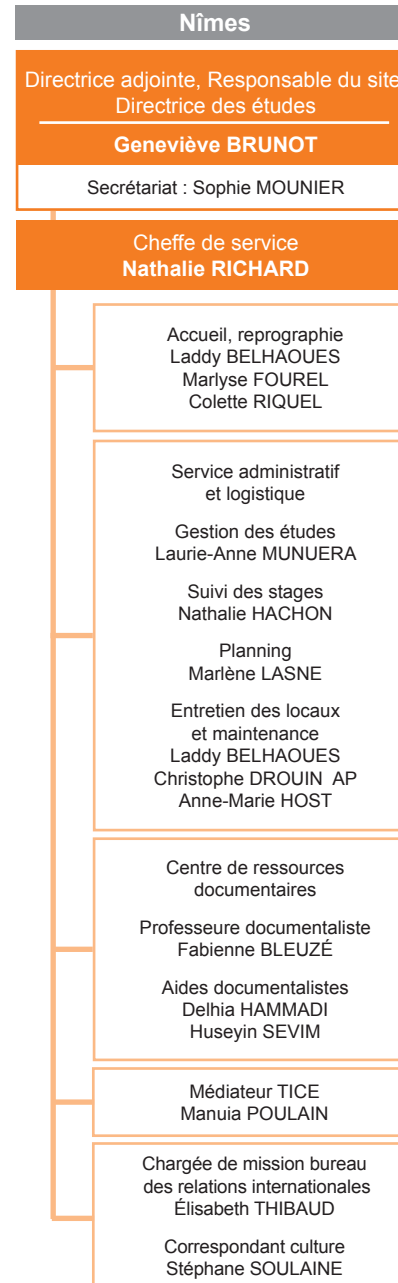 Nîmes
Directrice adjointe, Responsable du site
Directrice des études
Geneviève BRUNOT
Secrétariat : Sophie MOUNIER
Cheffe de service
Nathalie RICHARD
Accueil, reprographie
Laddy BELHAOUES
Marlyse FOUREL
Colette RIQUEL
Service administratif
et logistique
Gestion des études
Laurie-Anne MUNUERA
Suivi des stages
Nathalie HACHON
Planning
Marlène LASNE
Entretien des locaux
et maintenance
Laddy BELHAOUES
Christophe DROUIN AP
Anne-Marie HOST
Centre de ressources
documentaires
Professeure documentaliste
Fabienne BLEUZÉ
Aides documentalistes
Delhia HAMMADI
Huseyin SEVIM
Médiateur TICE
Manuia POULAIN
Chargée de mission bureau
des relations internationales
Élisabeth THIBAUD
Correspondant culture
Stéphane SOULAINE